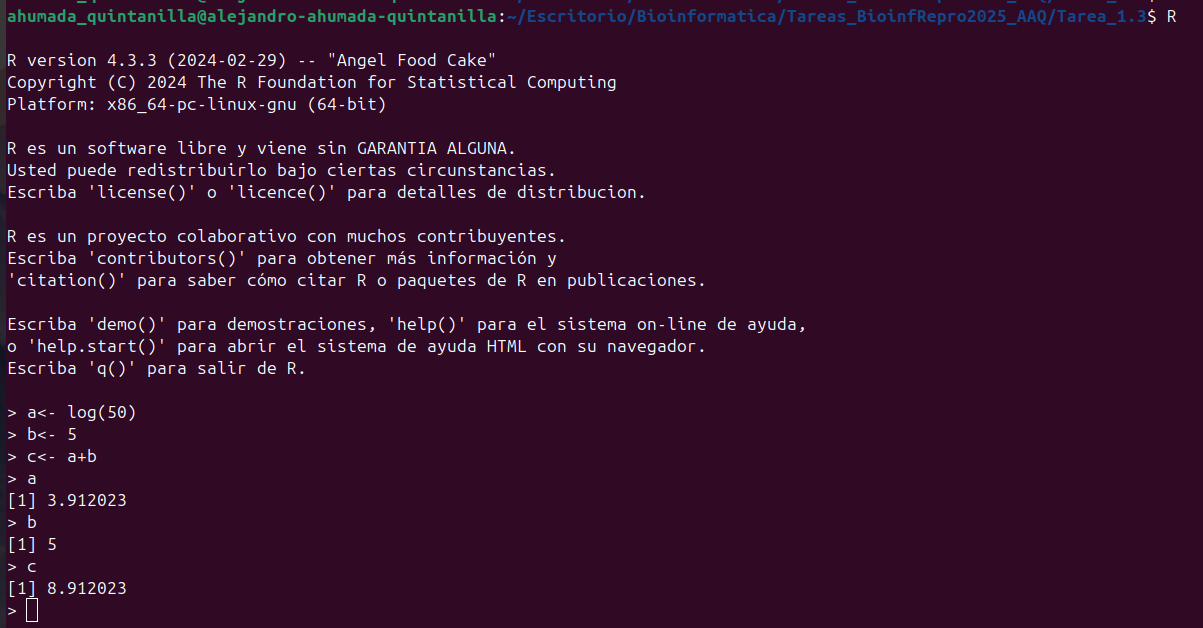 ahumada_quintanilla@alejandro-ahumada-quintanilla:~/Escritorio/Bioinformatica/Tareas_BioinfRepro2025_AAQ/Tarea_1.3$ R
R version 4.3.3 (2024-02-29) -- "Angel Food Cake"
Copyright (C) 2024 The R Foundation for Statistical Computing
Platform: x86_64-pc-linux-gnu (64-bit)
R es un software libre y viene sin GARANTIA ALGUNA.
Usted puede redistribuirlo bajo ciertas circunstancias.
Escriba 'license()' o 'licence()' para detalles de distribucion.
R es un proyecto colaborativo con muchos contribuyentes.
Escriba 'contributors()' para obtener más información y
'citation()' para saber cómo citar R o paquetes de R en publicaciones.
Escriba 'demo()' para demostraciones, 'help()' para el sistema on-line de ayuda,
o 'help.start()' para abrir el sistema de ayuda HTML con su navegador.
Escriba 'q()' para salir de R.
> a<- log(50)
> b<- 5
> c<- a+b
> a
[1] 3.912023
> b
[1] 5
> c
[1] 8.912023
>